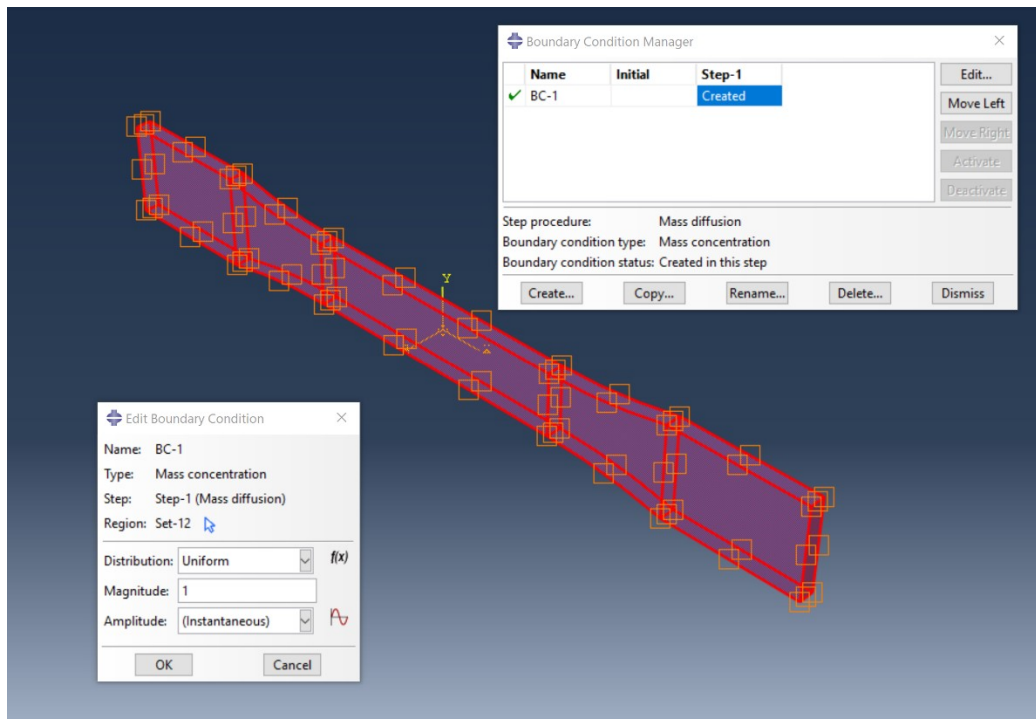 Boundary Condition Manager
Name Initial Step-1
BC-1 Created
Edit...
Move Left
Move Right
Activate
Deactivate
Step procedure: Mass diffusion
Boundary condition type: Mass concentration
Boundary condition status: Created in this step
Create... Copy... Rename... Delete... Dismiss
Y
Edit Boundary Condition
Name: BC-1
Type: Mass concentration
Step: Step-1 (Mass diffusion)
Region: Set-12
Distribution: Uniform f(x)
Magnitude: 1
Amplitude: (Instantaneous)
OK Cancel